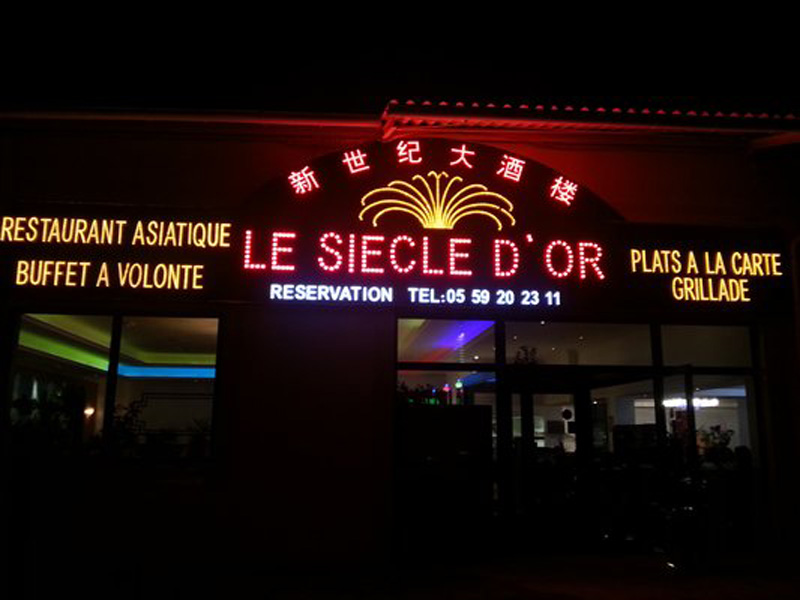 新世纪大酒楼
RESTAURANT ASIATIQUE
BUFFET A VOLONTE
LE SIECLE D'OR
RESERVATION TEL:05 59 20 23 11
PLATS A LA CARTE
GRILLADE